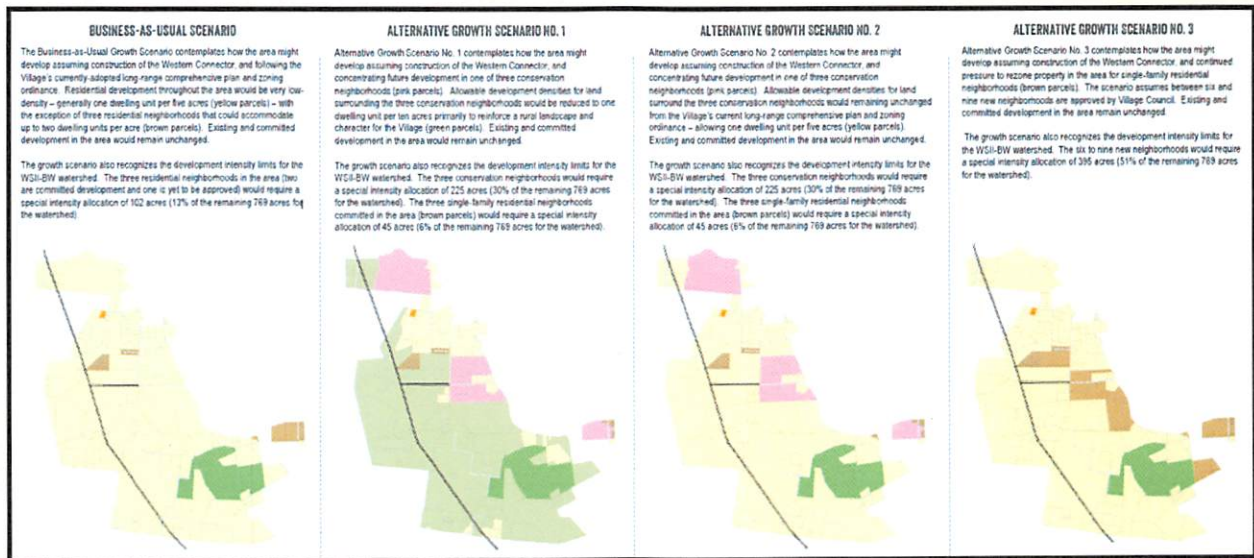 BUSINESS-AS-USUAL SCENARIO
The Business-as-Usual Growth Scenario contemplates how the area might
develop assuming construction of the Western Connector, and following the
Village's currently-adopted long-range comprehensive plan and zoning
ordinance. Residential development throughout the area would be very low-
density – generally one dwelling unit per five acres (yellow parcels) – with
the exception of three residential neighborhoods that could accommodate
up to two dwelling units per acre (brown parcels). Existing and committed
development in the area would remain unchanged.
The growth scenario also recognizes the development intensity limits for the
WSII-BW watershed. The three residential neighborhoods in the area (two
are committed development and one is yet to be approved) would require a
special intensity allocation of 102 acres (13% of the remaining 769 acres for
the watershed).
ALTERNATIVE GROWTH SCENARIO NO. 1
Alternative Growth Scenario No. 1 contemplates how the area might
develop assuming construction of the Western Connector, and
concentrating future development in one of three conservation
neighborhoods (pink parcels). Allowable development densities for land
surrounding the three conservation neighborhoods would be reduced to one
dwelling unit per ten acres primarily to reinforce a rural landscape and
character for the Village (green parcels). Existing and committed
development in the area would remain unchanged.
The growth scenario also recognizes the development intensity limits for the
WSII-BW watershed. The three conservation neighborhoods would require
a special intensity allocation of 225 acres (30% of the remaining 769 acres
for the watershed). The three single-family residential neighborhoods
committed in the area (brown parcels) would require a special intensity
allocation of 45 acres (6% of the remaining 769 acres for the watershed).
ALTERNATIVE GROWTH SCENARIO NO. 2
Alternative Growth Scenario No. 2 contemplates how the area might
develop assuming construction of the Western Connector, and
concentrating future development in one of three conservation
neighborhoods (pink parcels). Allowable development densities for land
surround the three conservation neighborhoods would remaining unchanged
from the Village's current long-range comprehensive plan and zoning
ordinance – allowing one dwelling unit per five acres (yellow parcels).
Existing and committed development in the area would remain unchanged.
The growth scenario also recognizes the development intensity limits for the
WSII-BW watershed. The three conservation neighborhoods would require
a special intensity allocation of 225 acres (30% of the remaining 769 acres
for the watershed). The three single-family residential neighborhoods
committed in the area (brown parcels) would require a special intensity
allocation of 45 acres (6% of the remaining 769 acres for the watershed).
ALTERNATIVE GROWTH SCENARIO NO. 3
Alternative Growth Scenario No. 3 contemplates how the area might
develop assuming construction of the Western Connector, and continued
pressure to rezone property in the area for single-family residential
neighborhoods (brown parcels). The scenario assumes between six and
nine new neighborhoods are approved by Village Council. Existing and
committed development in the area remain unchanged.
The growth scenario also recognizes the development intensity limits for
the WSII-BW watershed. The six to nine new neighborhoods would require
a special intensity allocation of 395 acres (51% of the remaining 769 acres
for the watershed).